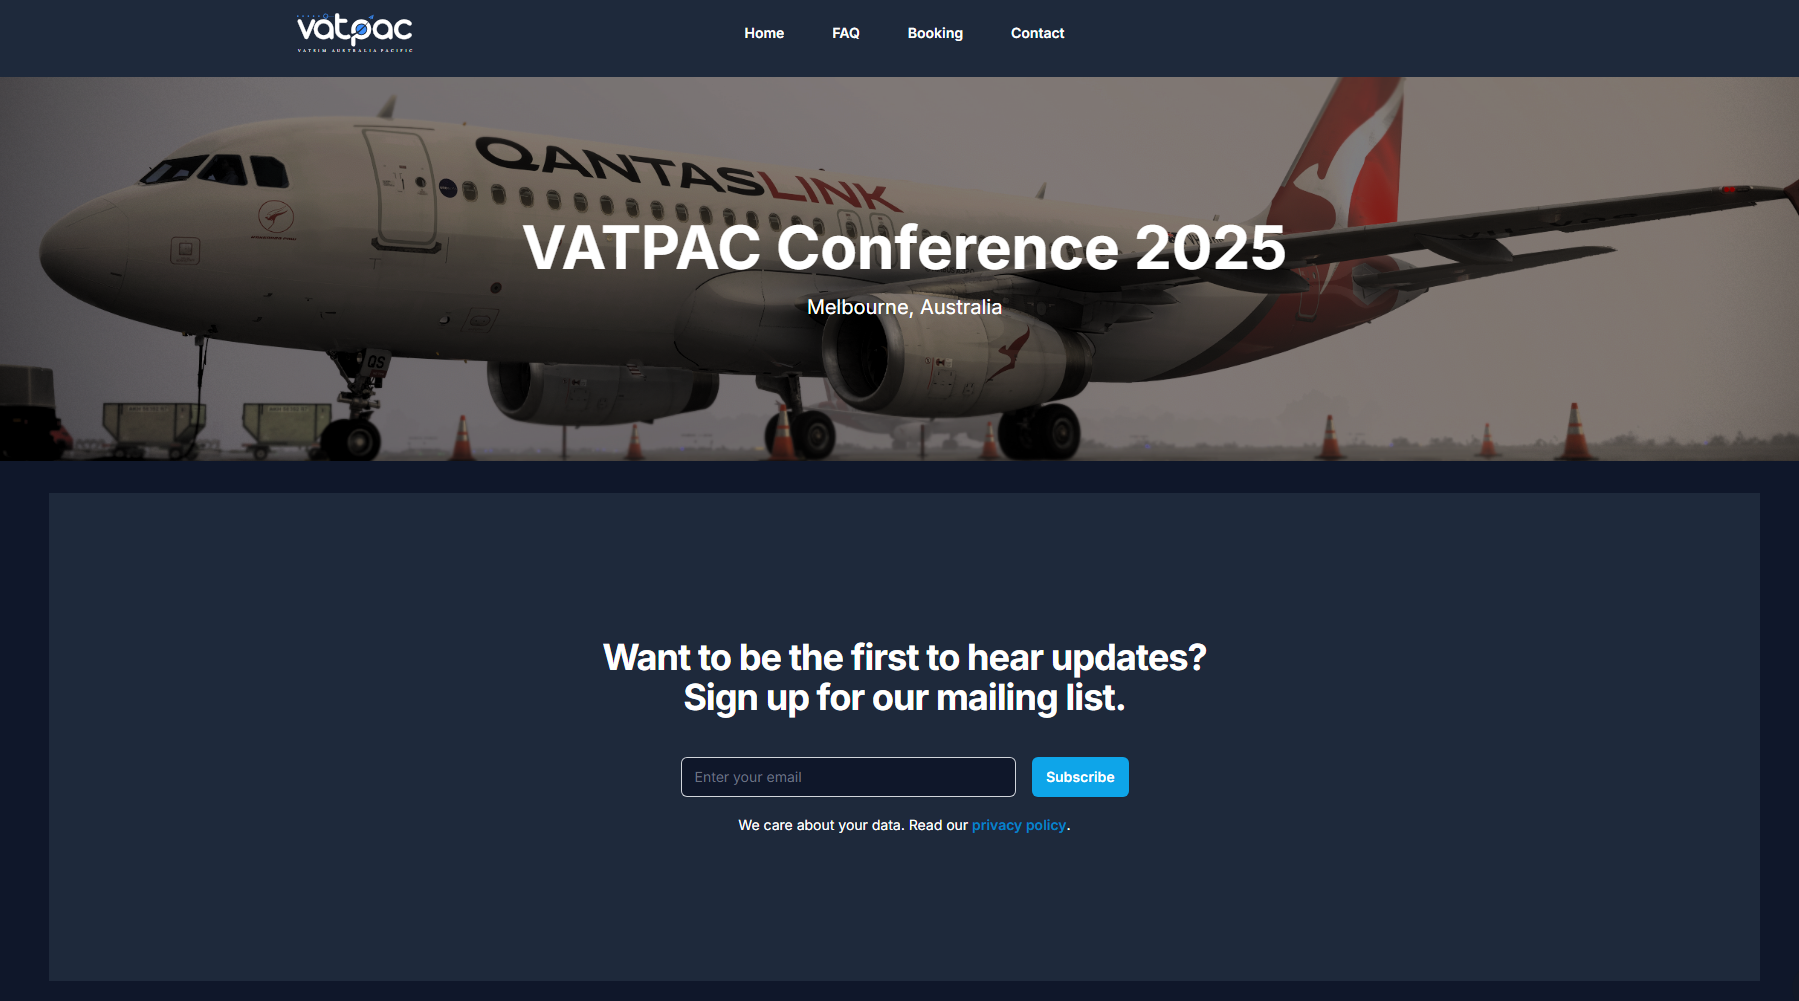 vatpac
VATSIM AUSTRALIA PACIFIC
Home
FAQ
Booking
Contact
QANTASLINK
VATPAC Conference 2025
Melbourne, Australia
QS
Want to be the first to hear updates?
Sign up for our mailing list.
Enter your email
Subscribe
We care about your data. Read our privacy policy.